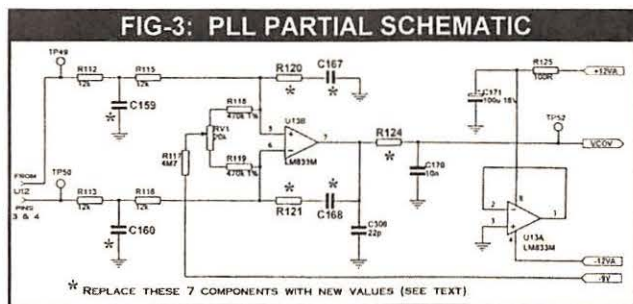 FIG-3: PLL PARTIAL SCHEMATIC
TP49
R112
12k
R115
12k
C159
*
R120
*
C167
*
R118
470k 1%
RV1
20k
R117
4M7
R119
470k 1%
5
6
7
U13B
LM833M
R124
*
C170
10n
C171
100u 16V
R125
100R
+12VA
TP52
VCOV
FROM
U12
PINS
3 & 4
TP50
R113
12k
R116
12k
C160
*
R121
*
C168
*
C306
22p
2
3
8
1
4
U13A
LM833M
-12VA
-9V
* REPLACE THESE 7 COMPONENTS WITH NEW VALUES (SEE TEXT)